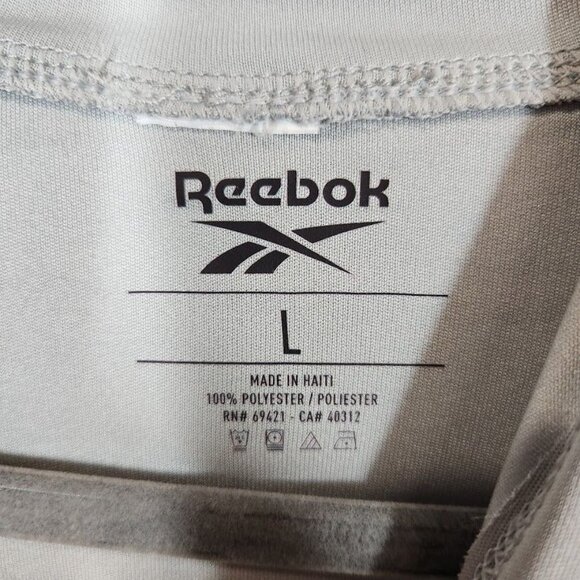 Reebok
L
MADE IN HAITI
100% POLYESTER / POLIESTER
RN# 69421 - CA# 40312